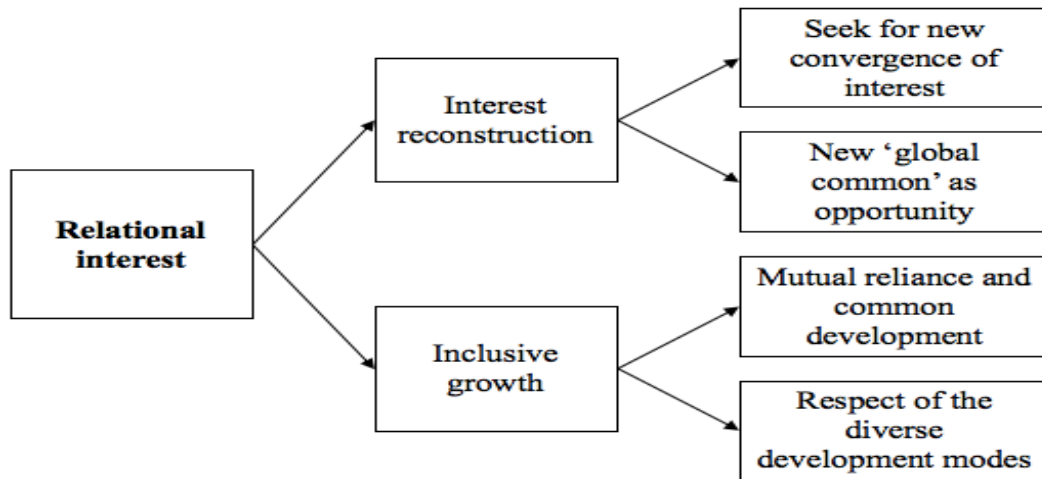 Relational
interest
Interest
reconstruction
Seek for new
convergence of
interest
New ‘global
common’ as
opportunity
Inclusive
growth
Mutual reliance and
common
development
Respect of the
diverse
development modes